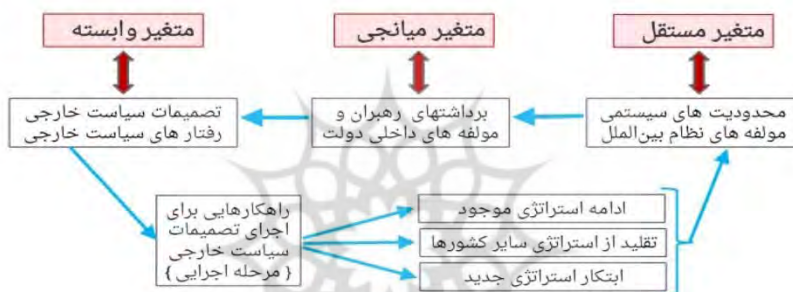 متغیر مستقل
متغیر میانجی
متغیر وابسته
محدودیت های سیستمی
مولفه های نظام بین‌الملل
برداشتهای رهبران و
مولفه های داخلی دولت
تصمیمات سیاست خارجی
رفتار های سیاست خارجی
راهکارهایی برای
اجرای تصمیمات
سیاست خارجی
{ مرحله اجرایی }
ادامه استراتژی موجود
تقلید از استراتژی سایر کشورها
ابتکار استراتژی جدید